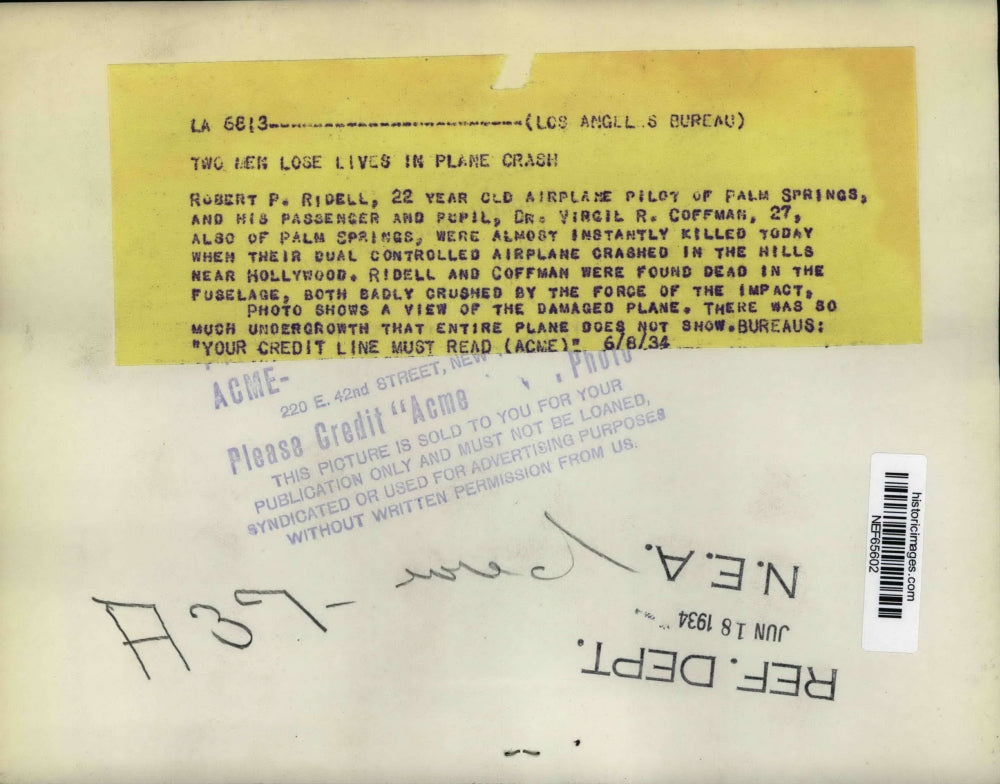 LA 6813--------------------------(LOS ANGELES BUREAU)
TWO MEN LOSE LIVES IN PLANE CRASH
ROBERT P. RIDELL, 22 YEAR OLD AIRPLANE PILOT OF PALM SPRINGS,
AND HIS PASSENGER AND PUPIL, DR. VIRGIL R. COFFMAN, 27,
ALSO OF PALM SPRINGS, WERE ALMOST INSTANTLY KILLED TODAY
WHEN THEIR DUAL CONTROLLED AIRPLANE CRASHED IN THE HILLS
NEAR HOLLYWOOD. RIDELL AND COFFMAN WERE FOUND DEAD IN THE
FUSELAGE, BOTH BADLY CRUSHED BY THE FORCE OF THE IMPACT.
PHOTO SHOWS A VIEW OF THE DAMAGED PLANE. THERE WAS SO
MUCH UNDERGROWTH THAT ENTIRE PLANE DOES NOT SHOW. BUREAUS:
"YOUR CREDIT LINE MUST READ (ACME)" 6/8/34
ACME-
220 E. 42nd STREET, NEW
Please Credit "Acme Photo
THIS PICTURE IS SOLD TO YOU FOR YOUR
PUBLICATION ONLY AND MUST NOT BE LOANED,
SYNDICATED OR USED FOR ADVERTISING PURPOSES
WITHOUT WRITTEN PERMISSION FROM US.
historicimages.com
NEF65602
REF. DEPT.
JUN 18 1934
N.E.A.